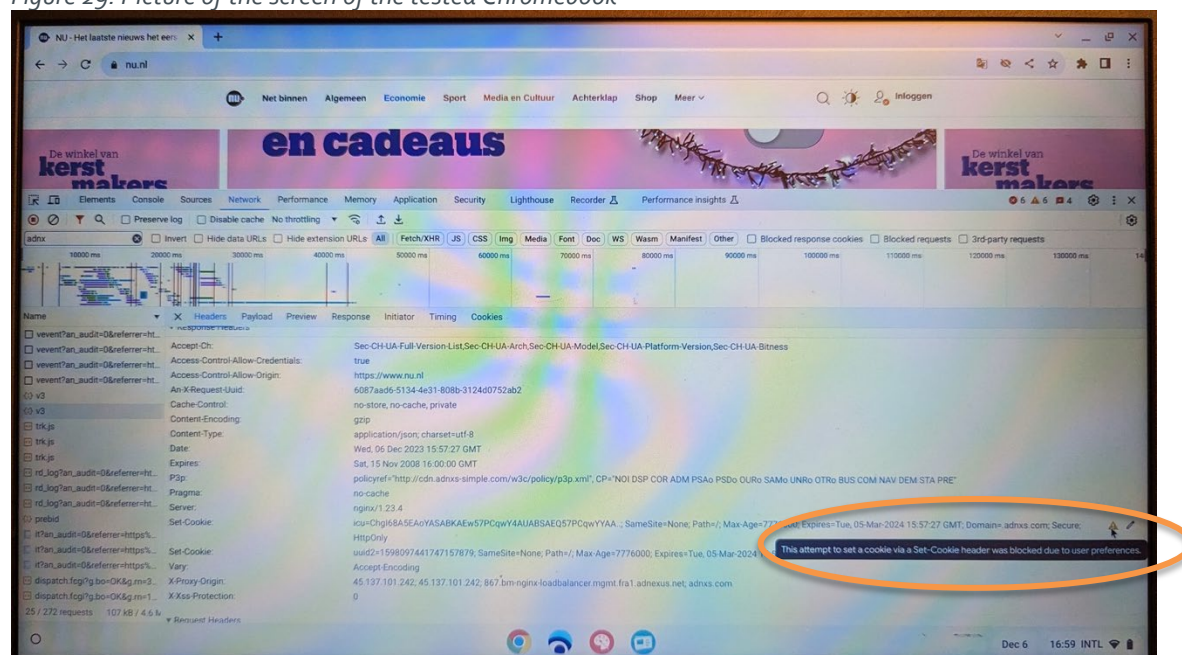 Figure 29: Picture of the screen of the tested Chromebook
NU - Het laatste nieuws het eers
nu.nl
NU Net binnen Algemeen Economie Sport Media en Cultuur Achterklap Shop Meer Inloggen
De winkel van
kerst
makers
en cadeaus
De winkel van
kerst
makers
Elements Console Sources Network Performance Memory Application Security Lighthouse Recorder Performance insights 6 6 4
Preserve log Disable cache No throttling
adnx Invert Hide data URLs Hide extension URLs All Fetch/XHR JS CSS Img Media Font Doc WS Wasm Manifest Other Blocked response cookies Blocked requests 3rd-party requests
10000 ms 20000 ms 30000 ms 40000 ms 50000 ms 60000 ms 70000 ms 80000 ms 90000 ms 100000 ms 110000 ms 120000 ms 130000 ms 14
Name Headers Payload Preview Response Initiator Timing Cookies
Response Headers
vevent?an_audit=0&referrer=ht...
vevent?an_audit=0&referrer=ht...
vevent?an_audit=0&referrer=ht...
vevent?an_audit=0&referrer=ht...
v3
v3
trk.js
trk.js
trk.js
rd_log?an_audit=0&referrer=ht...
rd_log?an_audit=0&referrer=ht...
rd_log?an_audit=0&referrer=ht...
prebid
it?an_audit=0&referrer=https%...
it?an_audit=0&referrer=https%...
it?an_audit=0&referrer=https%...
dispatch.fcgi?g.bo=OK&g.rn=3...
dispatch.fcgi?g.bo=OK&g.rn=1...
25 / 272 requests 107 kB / 4.6
Accept-Ch: Sec-CH-UA-Full-Version-List,Sec-CH-UA-Arch,Sec-CH-UA-Model,Sec-CH-UA-Platform-Version,Sec-CH-UA-Bitness
Access-Control-Allow-Credentials: true
Access-Control-Allow-Origin: https://www.nu.nl
An-X-Request-Uuid: 6087aad6-5134-4e31-808b-3124d0752ab2
Cache-Control: no-store, no-cache, private
Content-Encoding: gzip
Content-Type: application/json; charset=utf-8
Date: Wed, 06 Dec 2023 15:57:27 GMT
Expires: Sat, 15 Nov 2008 16:00:00 GMT
P3p: policyref="http://cdn.adnxs-simple.com/w3c/policy/p3p.xml", CP="NOI DSP COR ADM PSAo PSDo OURo SAMo UNRo OTRo BUS COM NAV DEM STA PRE"
Pragma: no-cache
Server: nginx/1.23.4
Set-Cookie: icu=ChgI68A5EAoYASABKAEw57PCqwY4AUABSAEQ57PCqwYYAA..; SameSite=None; Path=/; Max-Age=7776000; Expires=Tue, 05-Mar-2024 15:57:27 GMT; Domain=.adnxs.com; Secure;
HttpOnly
This attempt to set a cookie via a Set-Cookie header was blocked due to user preferences.
Set-Cookie: uuid2=1598097441747157879; SameSite=None; Path=/; Max-Age=7776000; Expires=Tue, 05-Mar-2024
Vary: Accept-Encoding
X-Proxy-Origin: 45.137.101.242; 45.137.101.242; 867.bm-nginx-loadbalancer.mgmt.fra1.adnexus.net; adnxs.com
X-Xss-Protection: 0
Request Headers
Dec 6 16:59 INTL